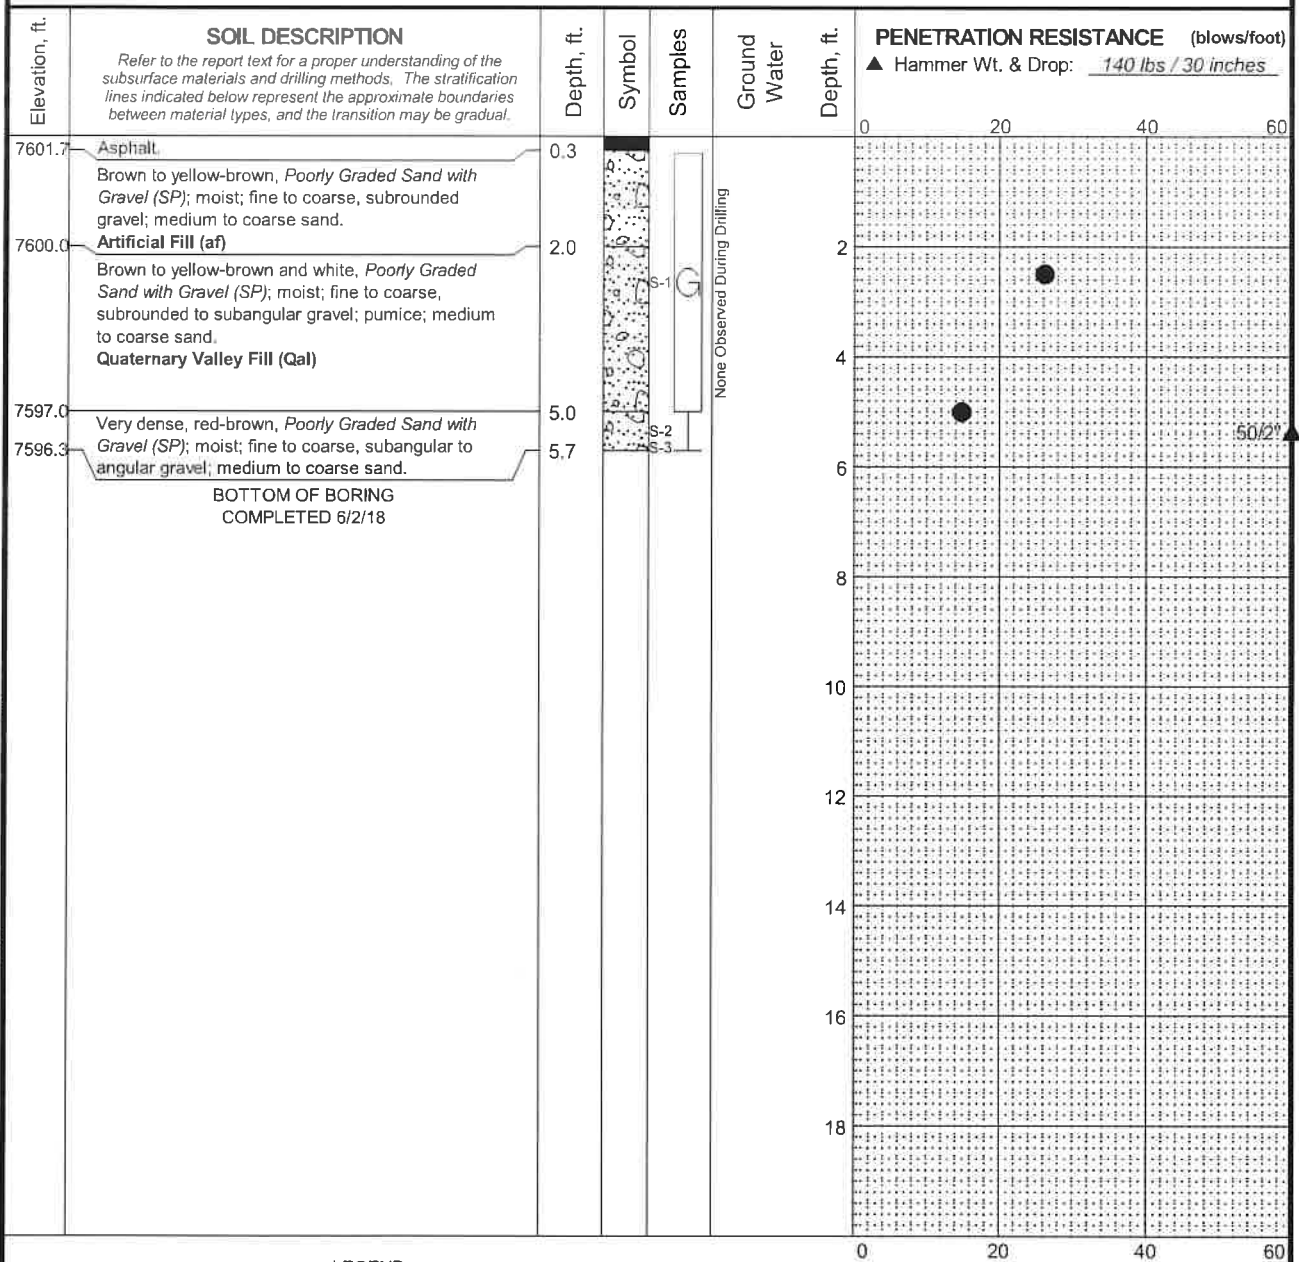 Elevation, ft.
SOIL DESCRIPTION
Refer to the report text for a proper understanding of the
subsurface materials and drilling methods. The stratification
lines indicated below represent the approximate boundaries
between material types, and the transition may be gradual.
Depth, ft.
Symbol
Samples
Ground
Water
Depth, ft.
PENETRATION RESISTANCE (blows/foot)
▲ Hammer Wt. & Drop: 140 lbs / 30 inches
0 20 40 60
7601.7 Asphalt. 0.3
Brown to yellow-brown, Poorly Graded Sand with
Gravel (SP); moist; fine to coarse, subrounded
gravel; medium to coarse sand.
7600.0 Artificial Fill (af) 2.0
Brown to yellow-brown and white, Poorly Graded
Sand with Gravel (SP); moist; fine to coarse,
subrounded to subangular gravel; pumice; medium
to coarse sand.
Quaternary Valley Fill (Qal)
7597.0 5.0
Very dense, red-brown, Poorly Graded Sand with
7596.3 Gravel (SP); moist; fine to coarse, subangular to 5.7
angular gravel; medium to coarse sand.
BOTTOM OF BORING
COMPLETED 6/2/18
S-1 G
S-2
S-3
None Observed During Drilling
2
4
50/2"
6
8
10
12
14
16
18
0 20 40 60